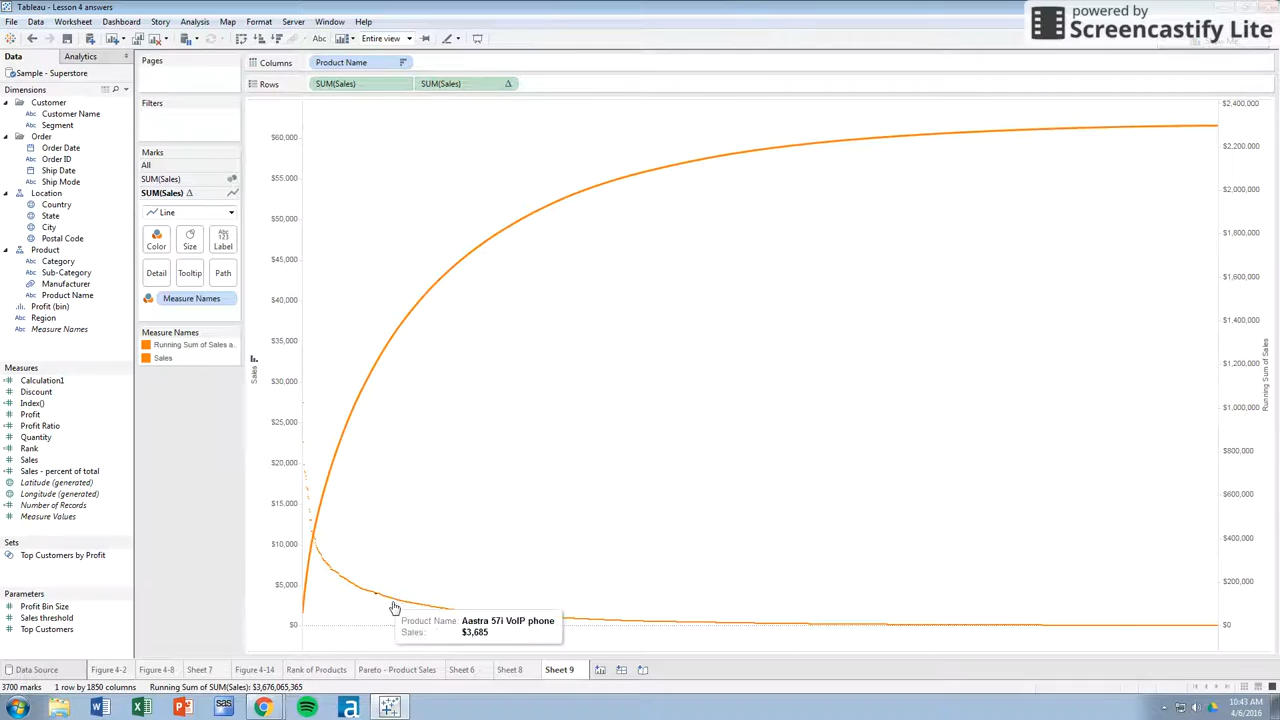 Tableau - Lesson 4 answers
powered by
Screencastify Lite
File Data Worksheet Dashboard Story Analysis Map Format Server Window Help
Abc Entire view
Data Analytics
Sample - Superstore
Dimensions
Customer
Abc Customer Name
Abc Segment
Order
Order Date
Abc Order ID
Ship Date
Abc Ship Mode
Location
Country
State
City
Postal Code
Product
Abc Category
Abc Sub-Category
Manufacturer
Abc Product Name
Profit (bin)
Abc Region
Abc Measure Names
Measures
Calculation1
Discount
Index()
Profit
Profit Ratio
Quantity
Rank
Sales
Sales - percent of total
Latitude (generated)
Longitude (generated)
Number of Records
Measure Values
Sets
Top Customers by Profit
Parameters
Profit Bin Size
Sales threshold
Top Customers
Pages
Filters
Marks
All
SUM(Sales)
SUM(Sales) Δ
Line
Color Size Label
Abc
123
Detail Tooltip Path
Measure Names
Measure Names
Running Sum of Sales a..
Sales
Columns Product Name
Rows SUM(Sales) SUM(Sales) Δ
$60,000
$55,000
$50,000
$45,000
$40,000
$35,000
$30,000
$25,000
$20,000
$15,000
$10,000
$5,000
$0
Sales
$2,400,000
$2,200,000
$2,000,000
$1,800,000
$1,600,000
$1,400,000
$1,200,000
$1,000,000
$800,000
$600,000
$400,000
$200,000
$0
Running Sum of Sales
Product Name: Aastra 57i VoIP phone
Sales: $3,685
Data Source Figure 4-2 Figure 4-8 Sheet 7 Figure 4-14 Rank of Products Pareto - Product Sales Sheet 6 Sheet 8 Sheet 9
3700 marks 1 row by 1850 columns Running Sum of SUM(Sales): $3,676,065,365
10:43 AM
4/6/2016